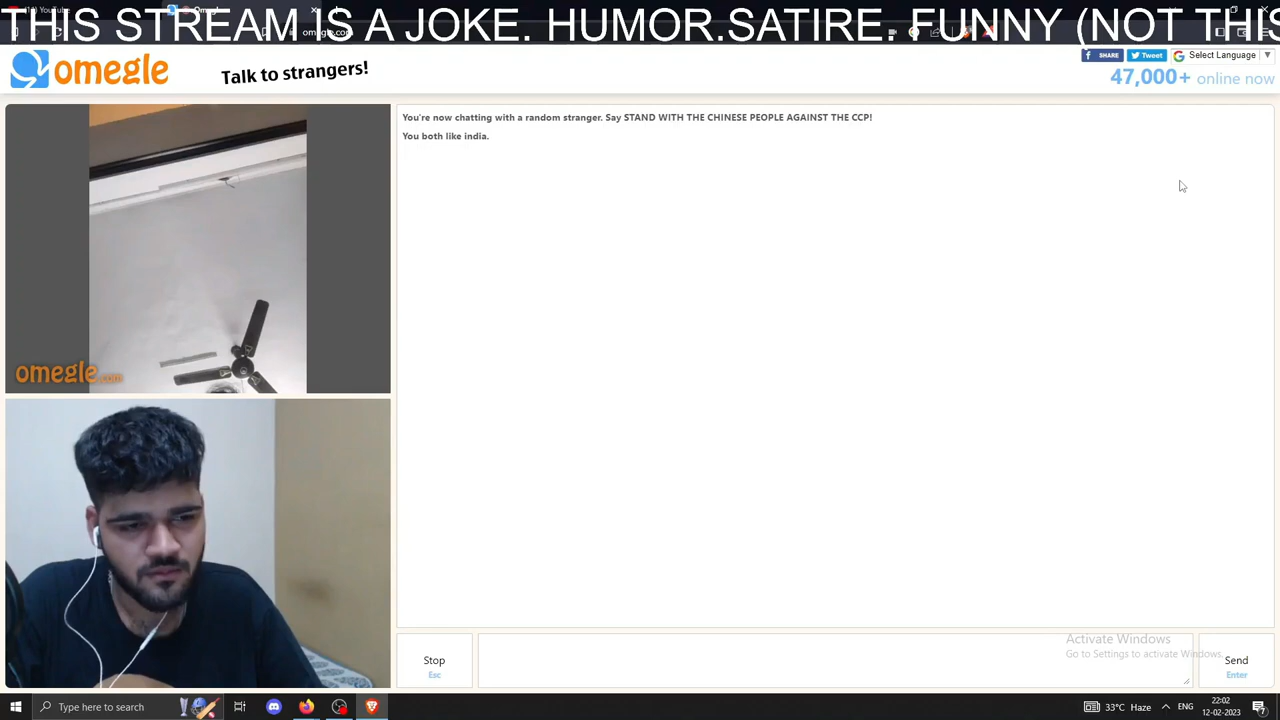 THIS STREAM IS A JOKE. HUMOR.SATIRE. FUNNY (NOT THIS
omegle
Talk to strangers!
SHARE
Tweet
Select Language
47,000+ online now
You're now chatting with a random stranger. Say STAND WITH THE CHINESE PEOPLE AGAINST THE CCP!
You both like india.
omegle.com
Activate Windows
Go to Settings to activate Windows.
Stop
Esc
Send
Enter
Type here to search
33°C Haze
ENG
22:02
12-02-2023